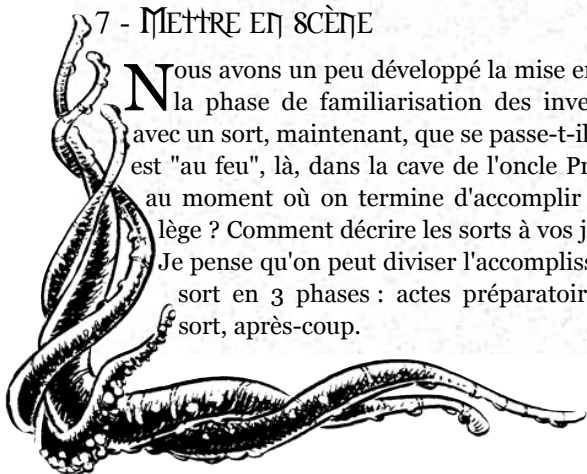 7 - Mettre en scène
Nous avons un peu développé la mise en
la phase de familiarisation des inve
avec un sort, maintenant, que se passe-t-il
est "au feu", là, dans la cave de l'oncle Pr
au moment où on termine d'accomplir
lège ? Comment décrire les sorts à vos j
Je pense qu'on peut diviser l'accompliss
sort en 3 phases : actes préparatoir
sort, après-coup.